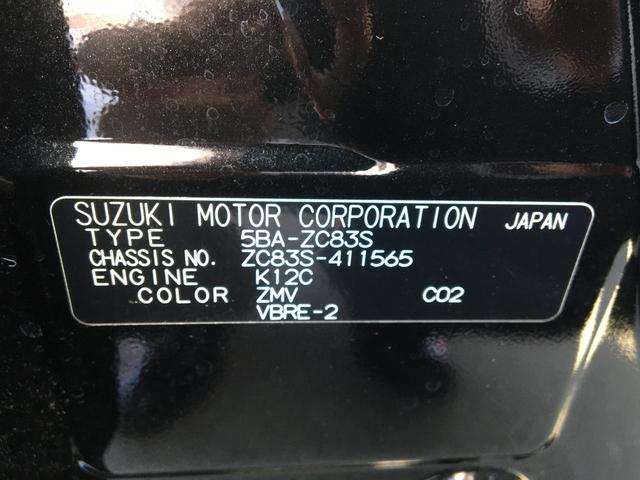 SUZUKI MOTOR CORPORATION JAPAN
TYPE 5BA-ZC83S
CHASSIS NO. ZC83S-411565
ENGINE K12C
COLOR ZMV C02
VBRE-2